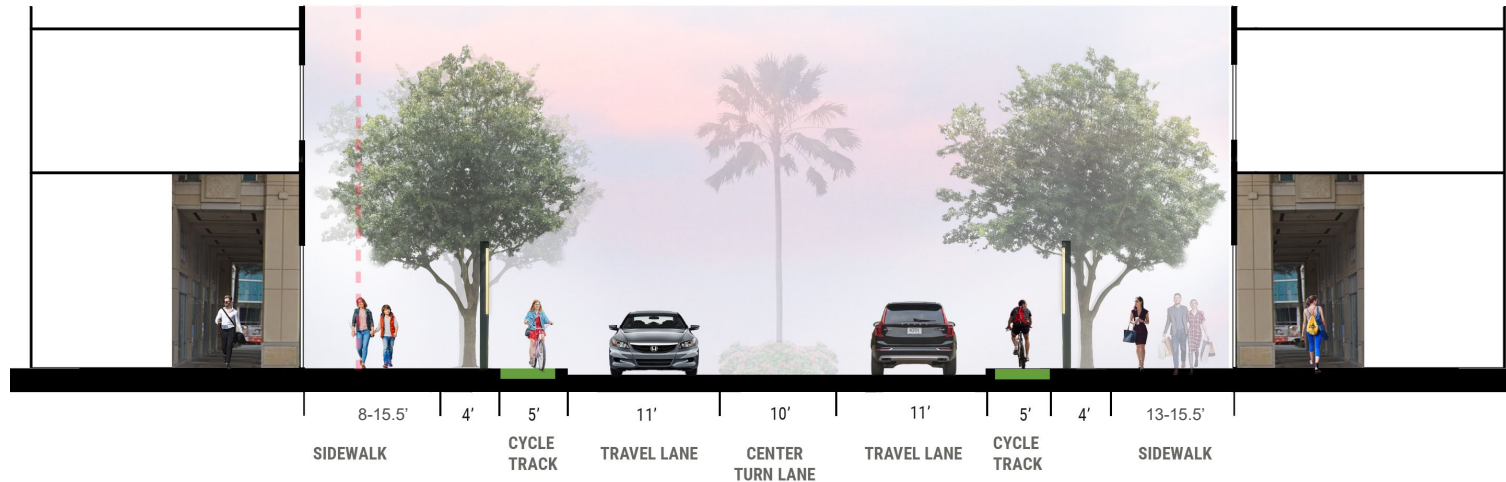 8-15.5’
4’
5’
11’
10’
11’
5’
4’
13-15.5’
SIDEWALK
CYCLE
TRACK
TRAVEL LANE
CENTER
TURN LANE
TRAVEL LANE
CYCLE
TRACK
SIDEWALK